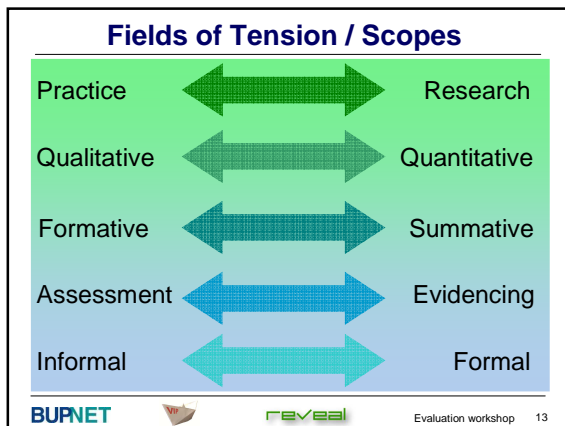 Fields of Tension / Scopes
Practice Research
Qualitative Quantitative
Formative Summative
Assessment Evidencing
Informal Formal
BUPNET Vit reveal Evaluation workshop 13